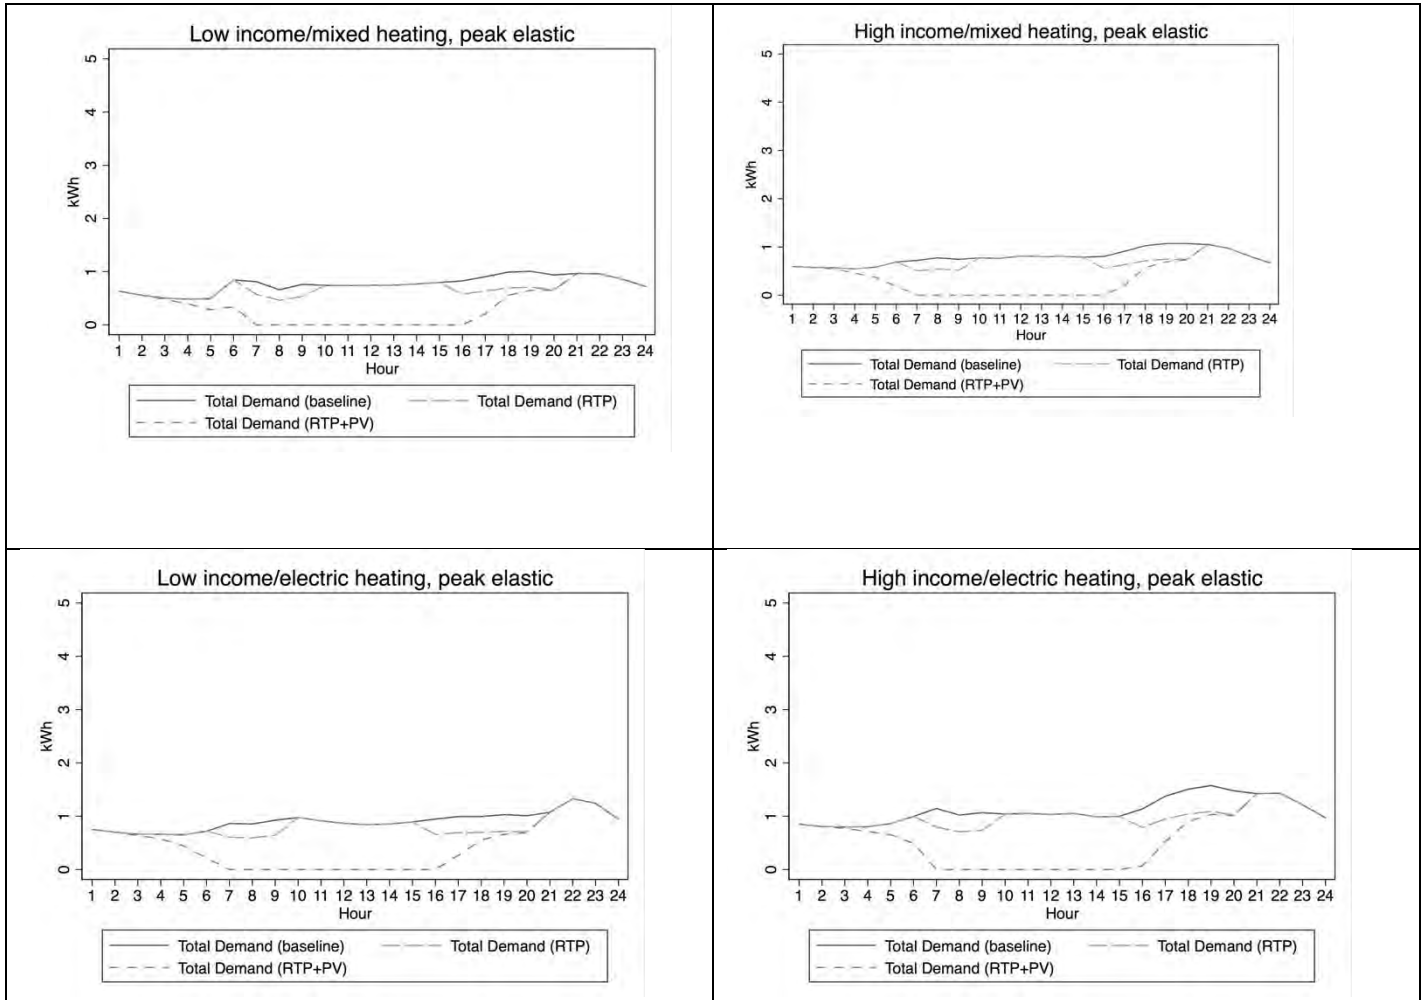 Low income/mixed heating, peak elastic
5
4
3
2
1
0
kWh
1 2 3 4 5 6 7 8 9 10 11 12 13 14 15 16 17 18 19 20 21 22 23 24
Hour
Total Demand (baseline) Total Demand (RTP)
Total Demand (RTP+PV)
High income/mixed heating, peak elastic
5
4
3
2
1
0
kWh
1 2 3 4 5 6 7 8 9 10 11 12 13 14 15 16 17 18 19 20 21 22 23 24
Hour
Total Demand (baseline) Total Demand (RTP)
Total Demand (RTP+PV)
Low income/electric heating, peak elastic
5
4
3
2
1
0
kWh
1 2 3 4 5 6 7 8 9 10 11 12 13 14 15 16 17 18 19 20 21 22 23 24
Hour
Total Demand (baseline) Total Demand (RTP)
Total Demand (RTP+PV)
High income/electric heating, peak elastic
5
4
3
2
1
0
kWh
1 2 3 4 5 6 7 8 9 10 11 12 13 14 15 16 17 18 19 20 21 22 23 24
Hour
Total Demand (baseline) Total Demand (RTP)
Total Demand (RTP+PV)